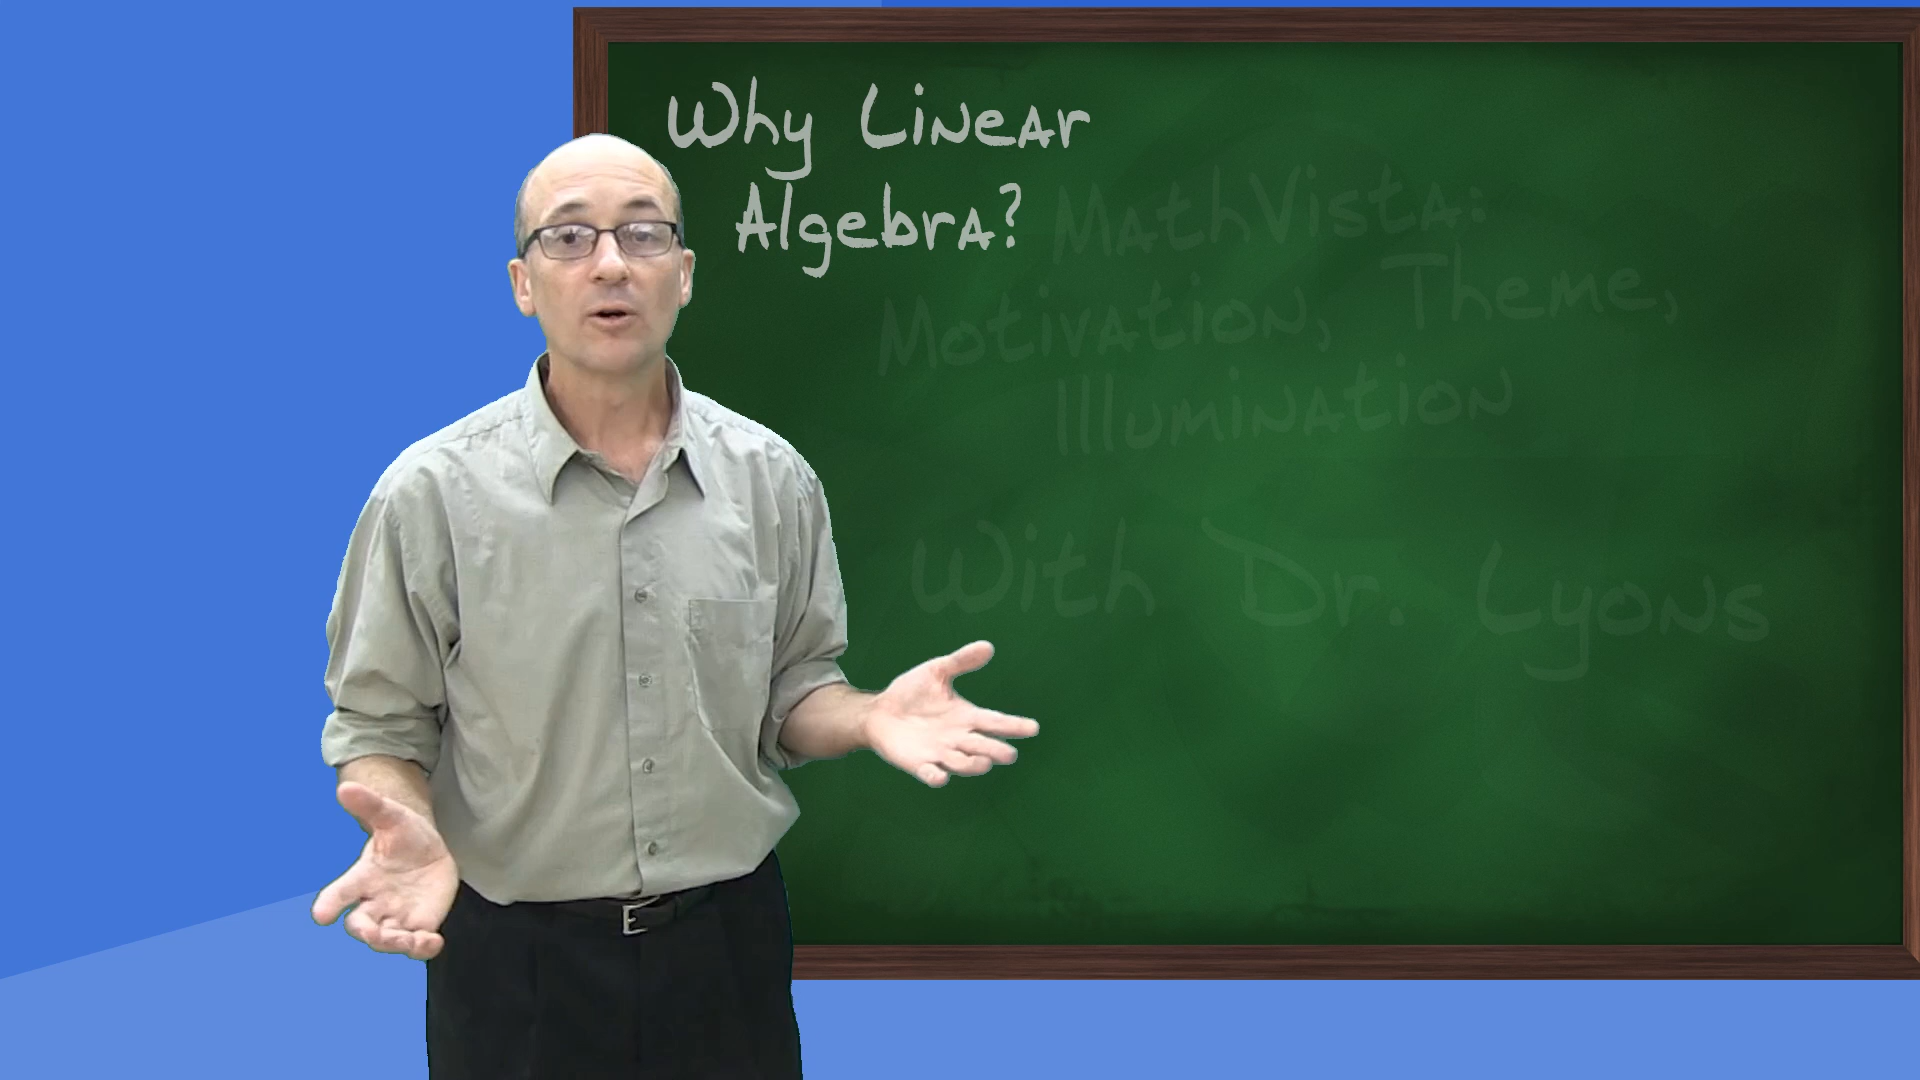 Why Linear
Algebra?
MathVista:
Motivation, Theme,
Illumination
With Dr. Lyons